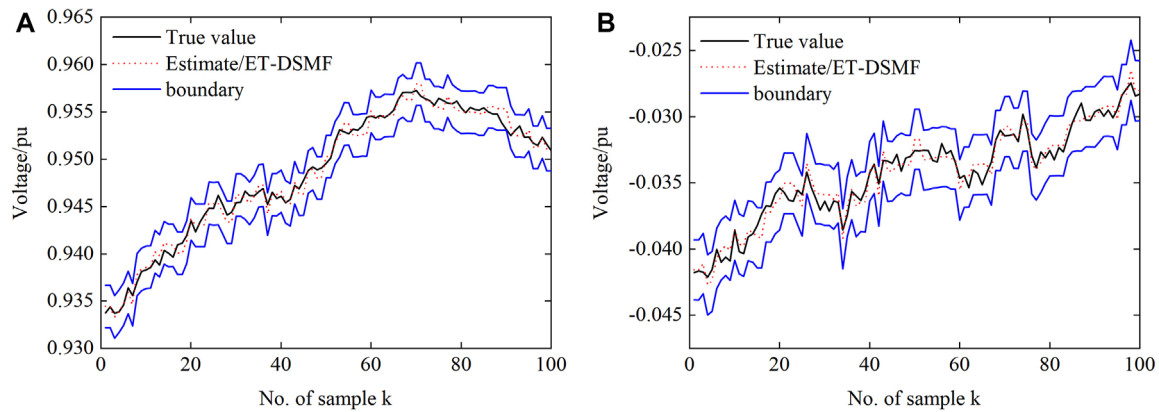 A
0.965
0.960
0.955
0.950
0.945
0.940
0.935
0.930
Voltage/pu
True value
Estimate/ET-DSMF
boundary
0 20 40 60 80 100
No. of sample k
B
-0.025
-0.030
-0.035
-0.040
-0.045
Voltage/pu
True value
Estimate/ET-DSMF
boundary
0 20 40 60 80 100
No. of sample k